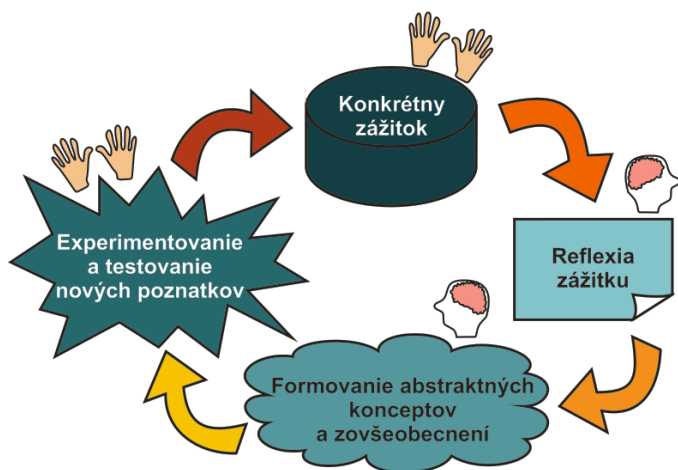 Konkrétny
zážitok
Reflexia
zážitku
Formovanie abstraktných
konceptov
a zovšeobecnení
Experimentovanie
a testovanie
nových poznatkov